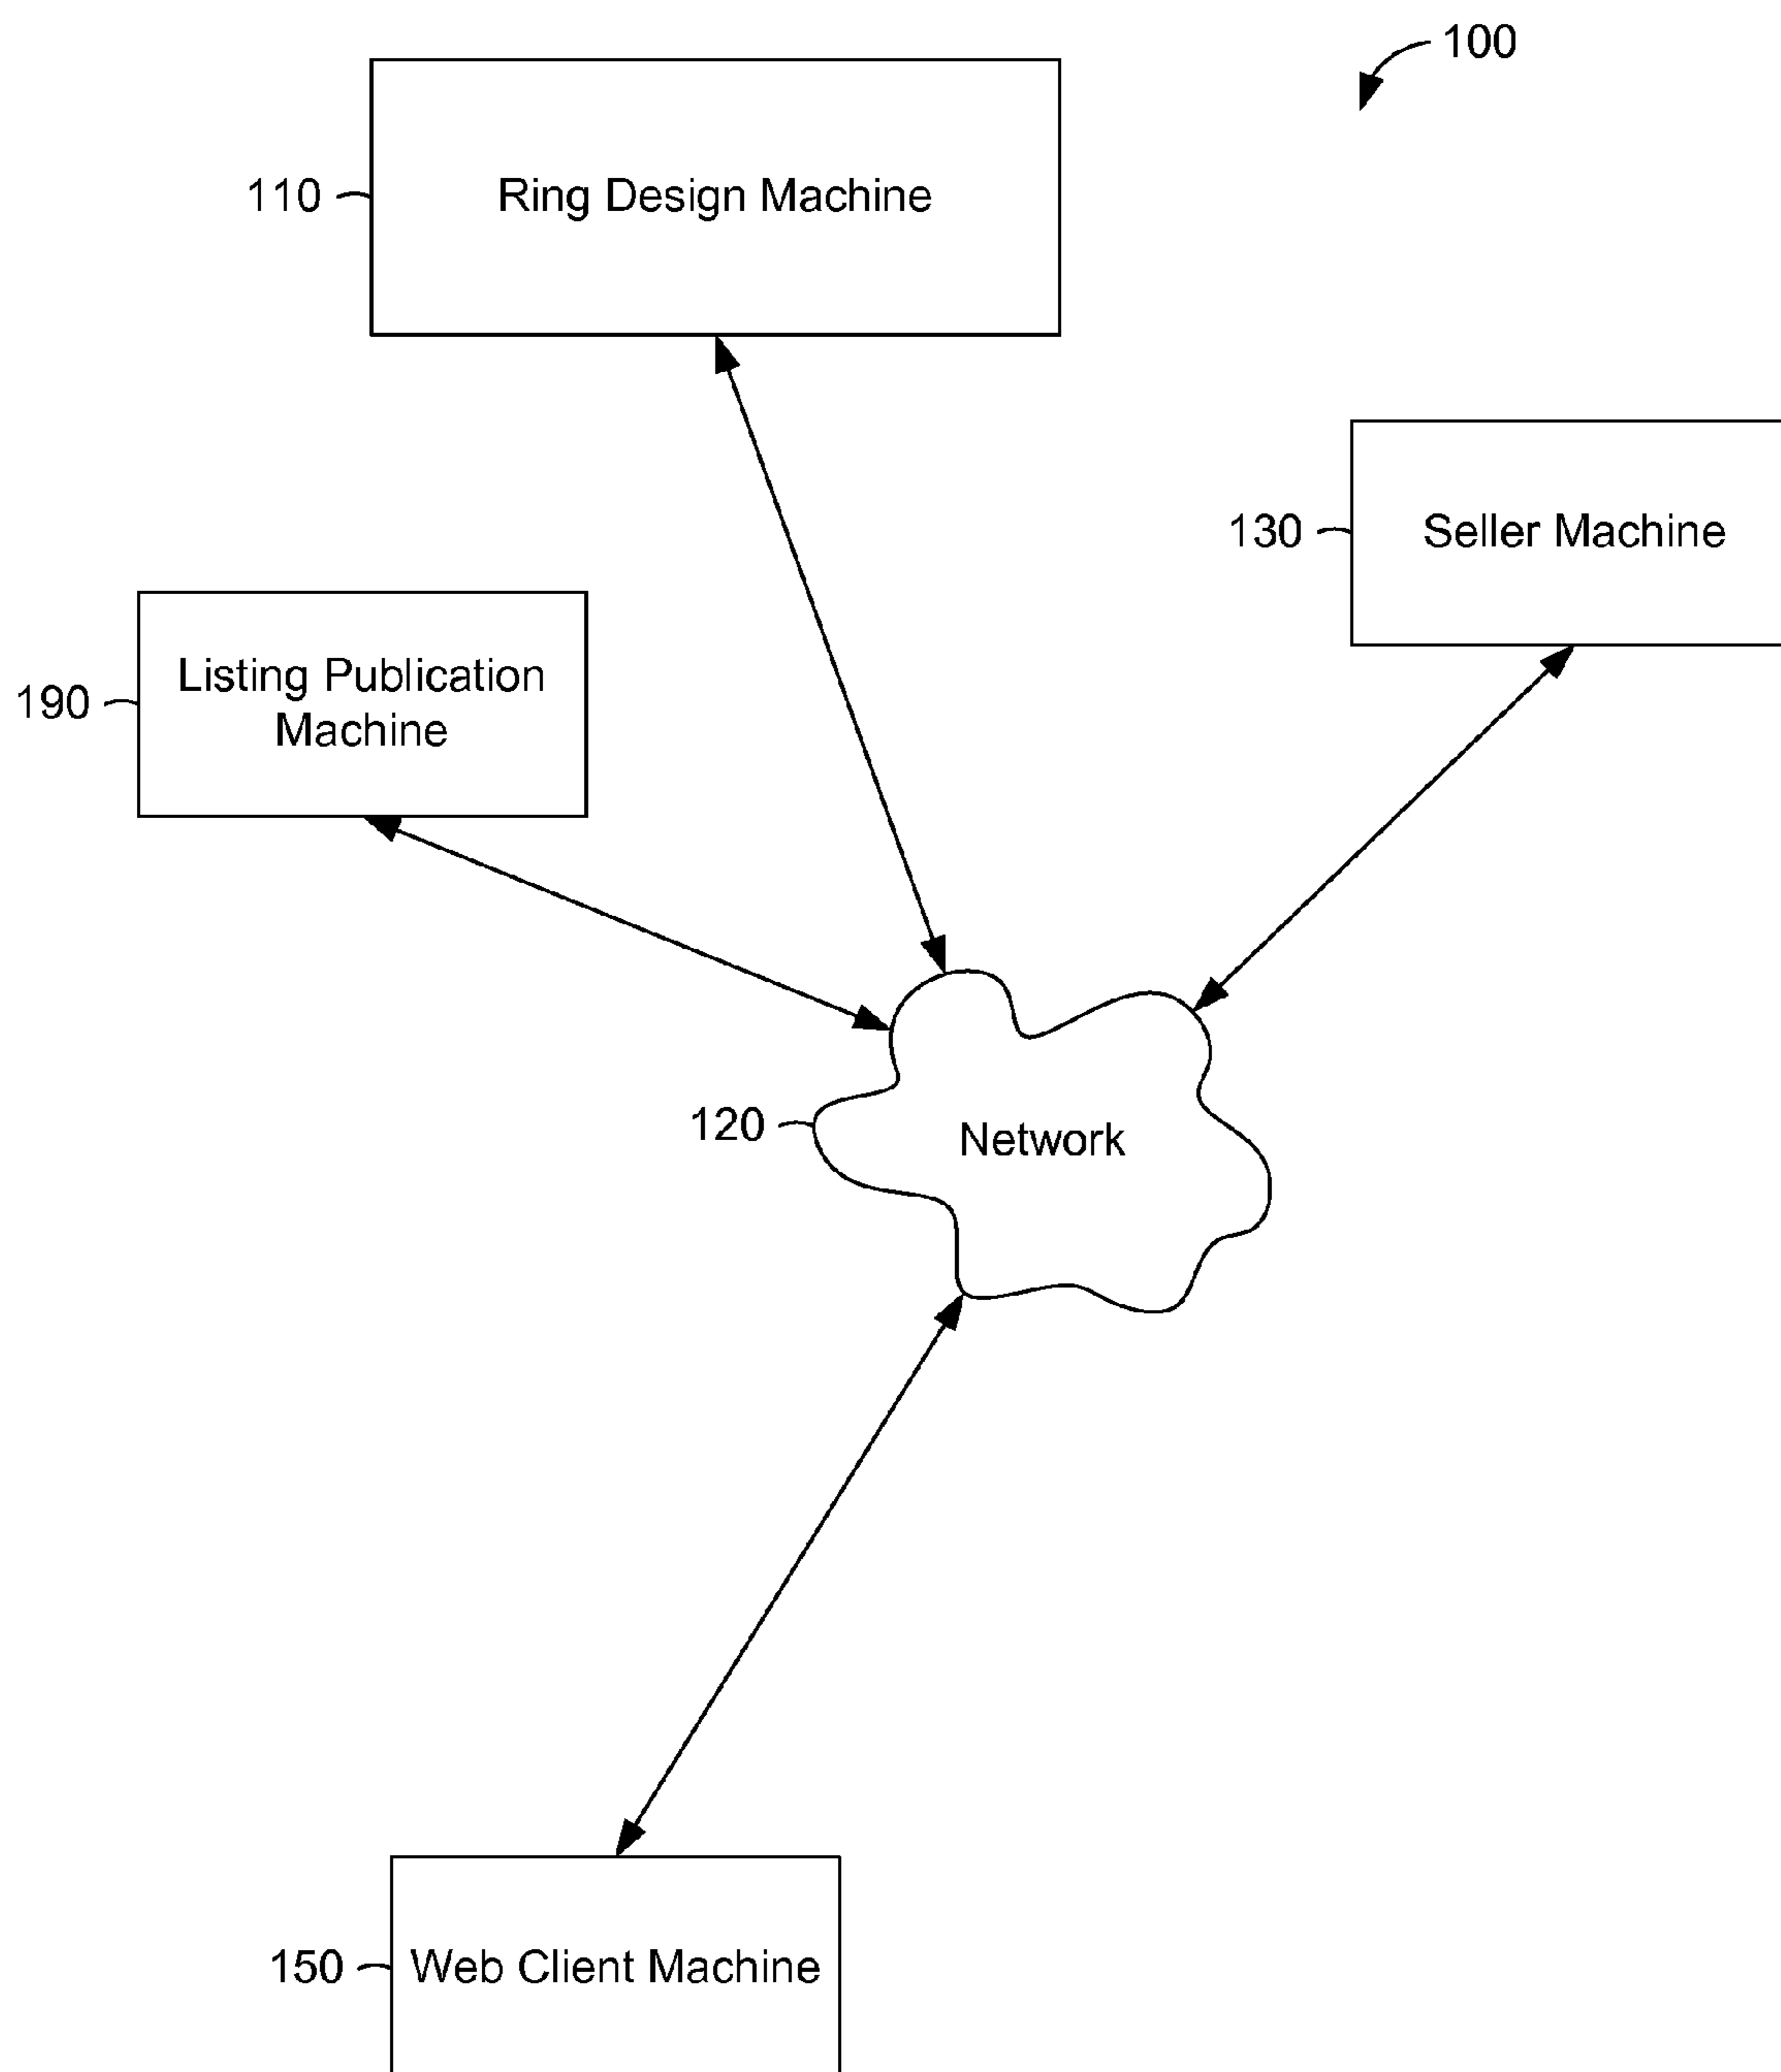 100
110
Ring Design Machine
130
Seller Machine
190
Listing Publication
Machine
120
Network
150
Web Client Machine